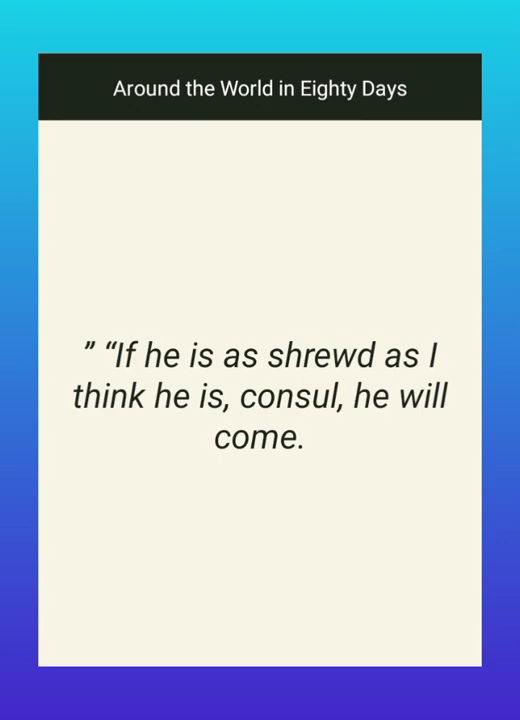 Around the World in Eighty Days
” “If he is as shrewd as I
think he is, consul, he will
come.